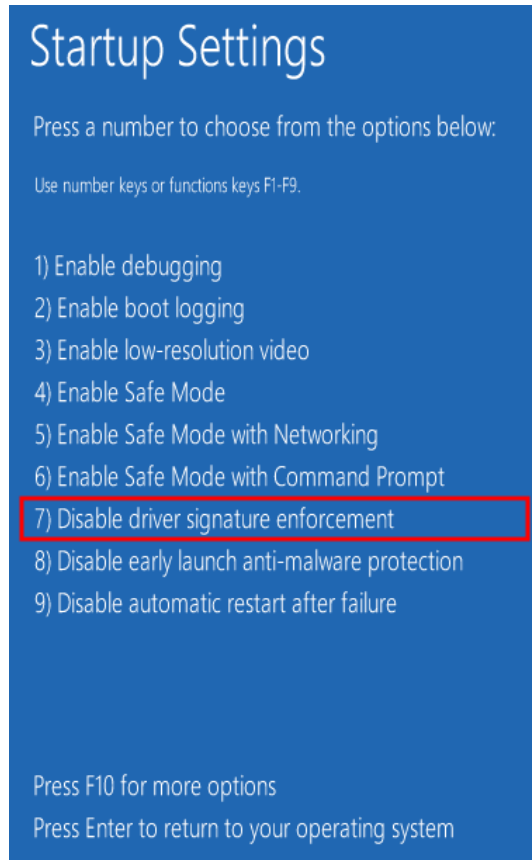 Startup Settings
Press a number to choose from the options below:
Use number keys or functions keys F1-F9.
1) Enable debugging
2) Enable boot logging
3) Enable low-resolution video
4) Enable Safe Mode
5) Enable Safe Mode with Networking
6) Enable Safe Mode with Command Prompt
7) Disable driver signature enforcement
8) Disable early launch anti-malware protection
9) Disable automatic restart after failure
Press F10 for more options
Press Enter to return to your operating system